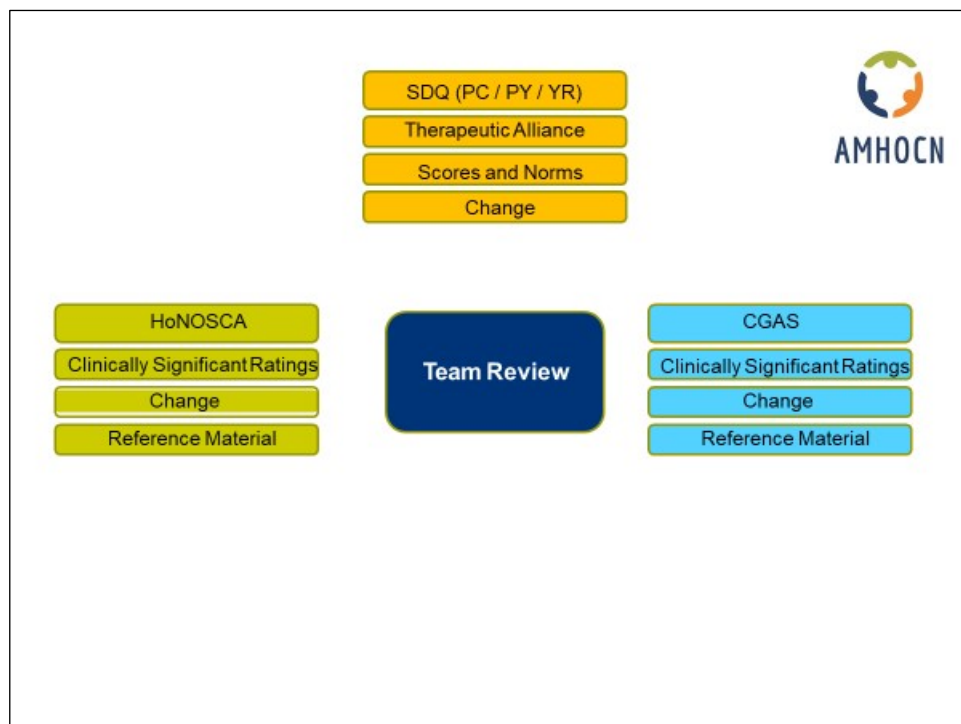 SDQ (PC / PY / YR)
Therapeutic Alliance
Scores and Norms
Change
AMHOCN
HoNOSCA
Clinically Significant Ratings
Change
Reference Material
Team Review
CGAS
Clinically Significant Ratings
Change
Reference Material